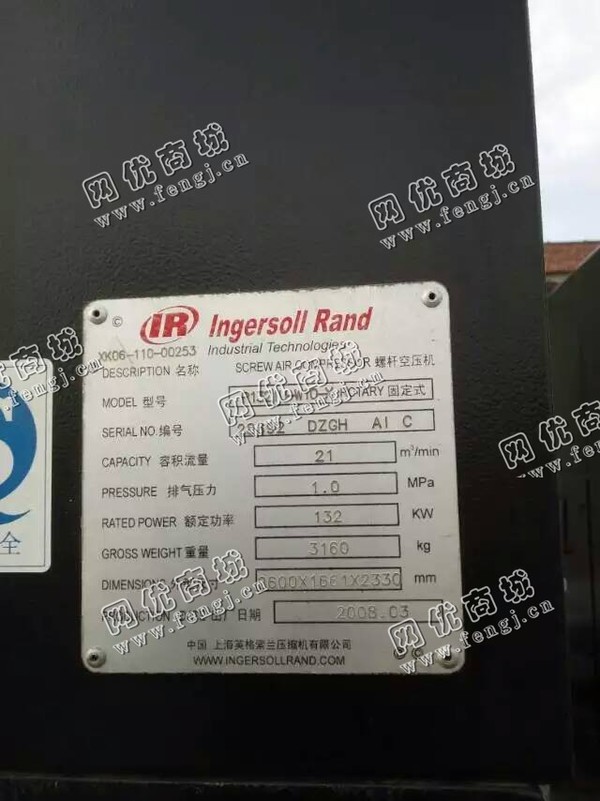 网优商城
www.fengj.cn
网优商城
www.fengj.cn
©
IR Ingersoll Rand
Industrial Technologies
XK06-110-00253
DESCRIPTION 名称 SCREW AIR COMPRESSOR 螺杆空压机
MODEL 型号 固定式
SERIAL NO.编号 DZGH AI C
CAPACITY 容积流量 21 m³/min
PRESSURE 排气压力 1.0 MPa
RATED POWER 额定功率 132 KW
GROSS WEIGHT 重量 3160 kg
DIMENSIONS mm
PRODUCTION 出厂日期 2008.03
中国 上海英格索兰压缩机有限公司
WWW.INGERSOLLRAND.COM
网优商城
www.fengj.cn
网优商城
www.fengj.cn
网优商城
www.fengj.cn
网优商城
www.fengj.cn
全